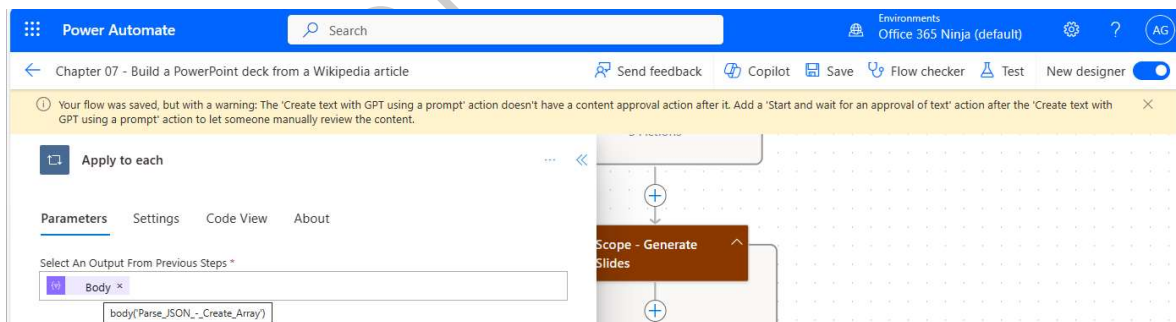 Power Automate
Search
Environments
Office 365 Ninja (default)
AG
Chapter 07 - Build a PowerPoint deck from a Wikipedia article
Send feedback
Copilot
Save
Flow checker
Test
New designer
Your flow was saved, but with a warning: The 'Create text with GPT using a prompt' action doesn't have a content approval action after it. Add a 'Start and wait for an approval of text' action after the 'Create text with
GPT using a prompt' action to let someone manually review the content.
Apply to each
Parameters Settings Code View About
Select An Output From Previous Steps *
Body ×
body('Parse_JSON_-_Create_Array')
Scope - Generate
Slides